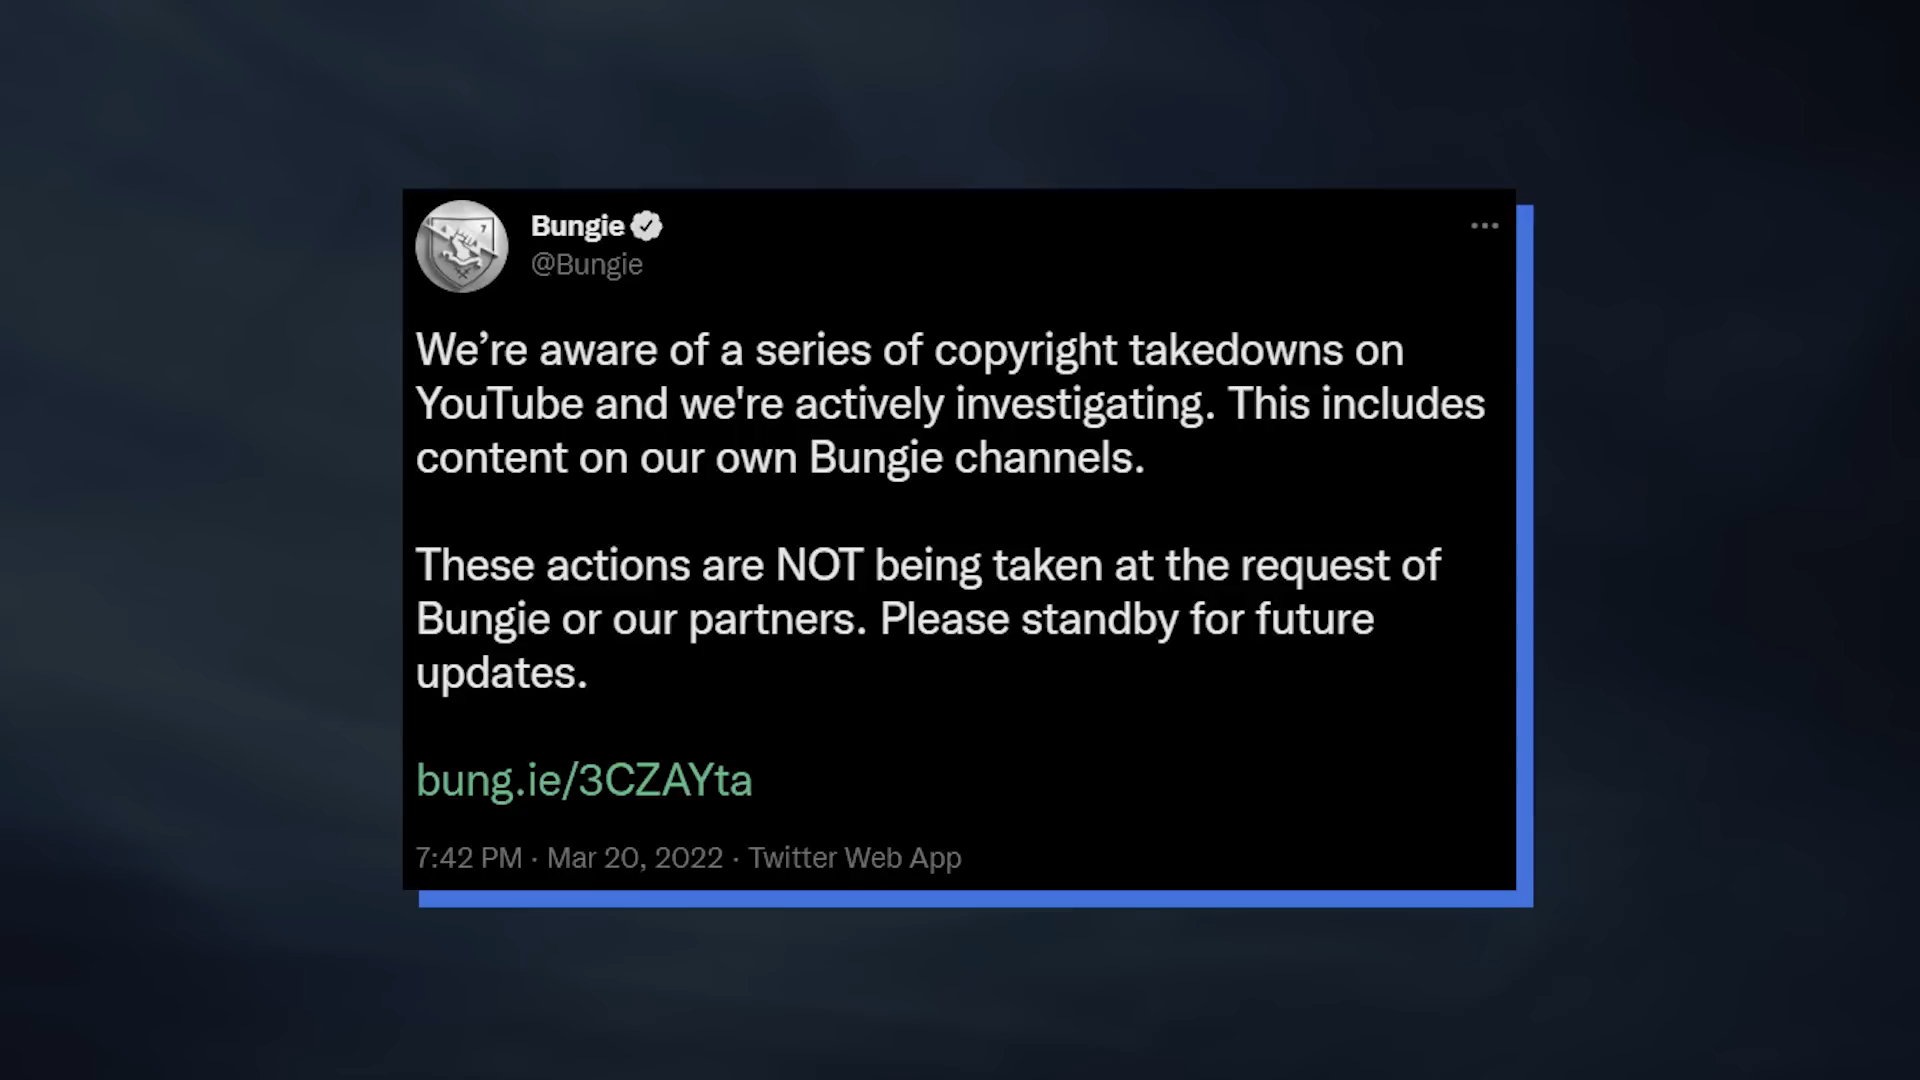 Bungie
@Bungie
We’re aware of a series of copyright takedowns on
YouTube and we're actively investigating. This includes
content on our own Bungie channels.
These actions are NOT being taken at the request of
Bungie or our partners. Please standby for future
updates.
bung.ie/3CZAYta
7:42 PM · Mar 20, 2022 · Twitter Web App